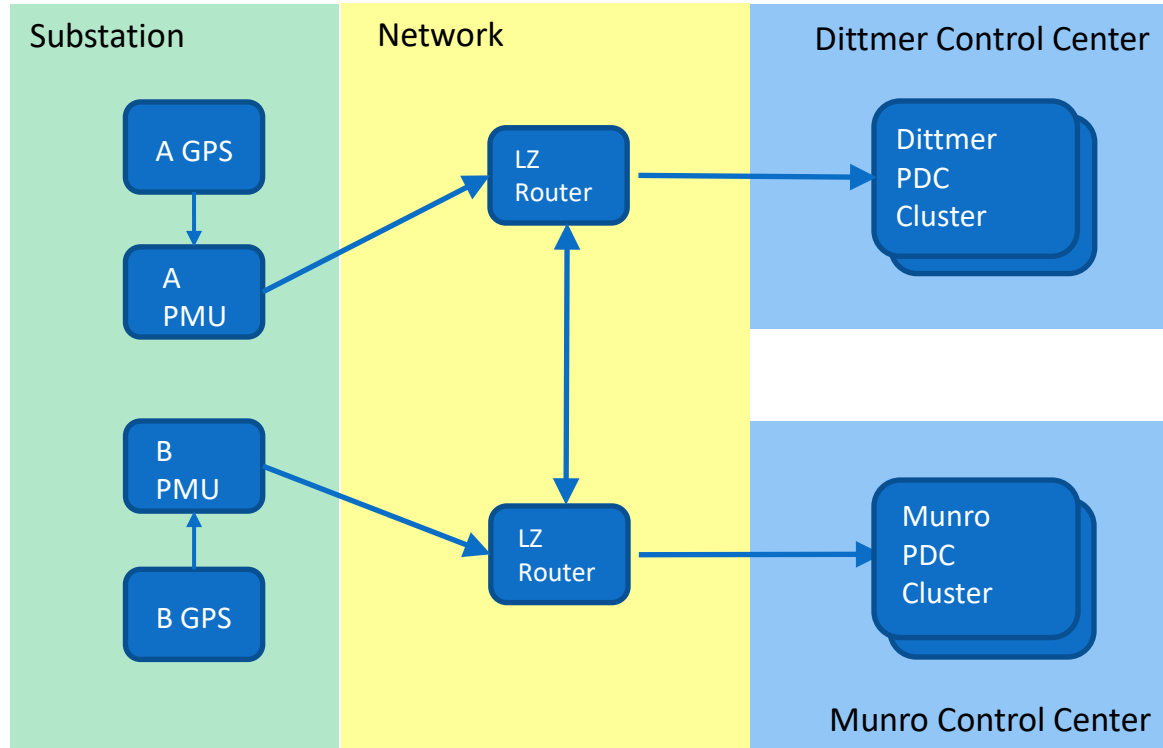 Substation
Network
Dittmer Control Center
A GPS
A
PMU
B
PMU
B GPS
LZ
Router
LZ
Router
Dittmer
PDC
Cluster
Munro
PDC
Cluster
Munro Control Center